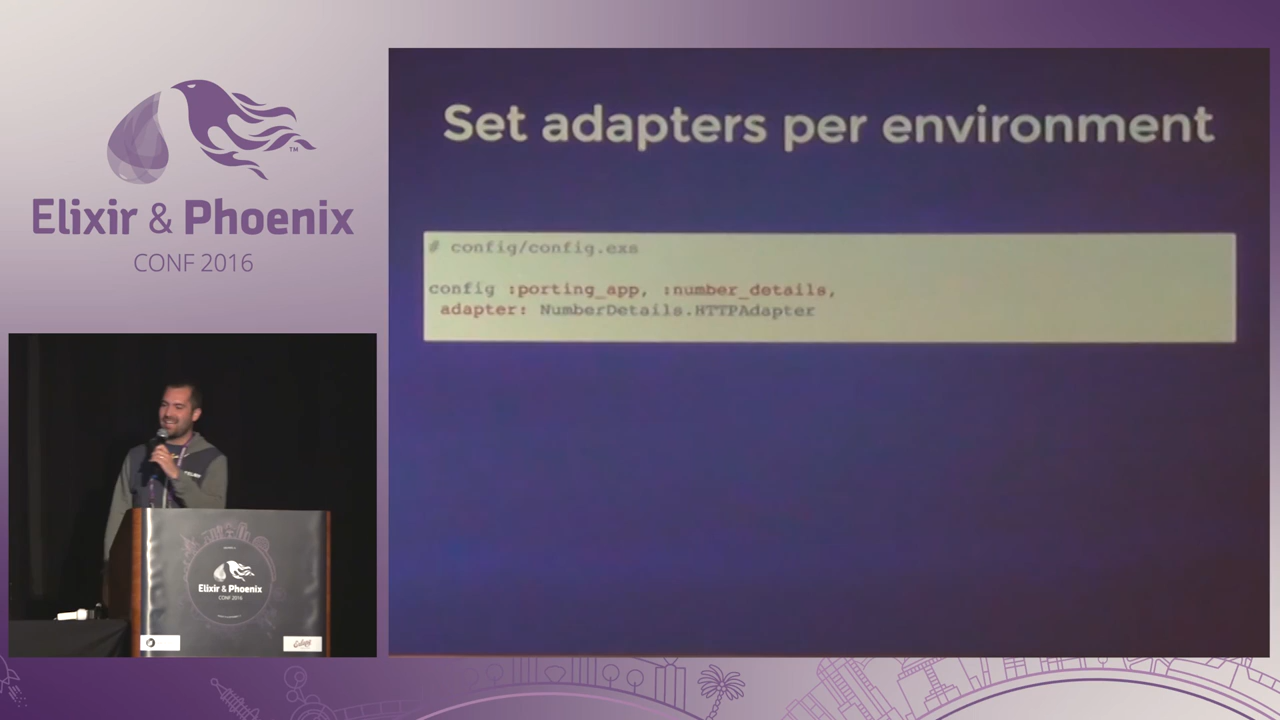 Elixir & Phoenix
CONF 2016
TM
Set adapters per environment
# config/config.exs
config :porting_app, :number_details,
adapter: NumberDetails.HTTPAdapter
Elixir & Phoenix
CONF 2016